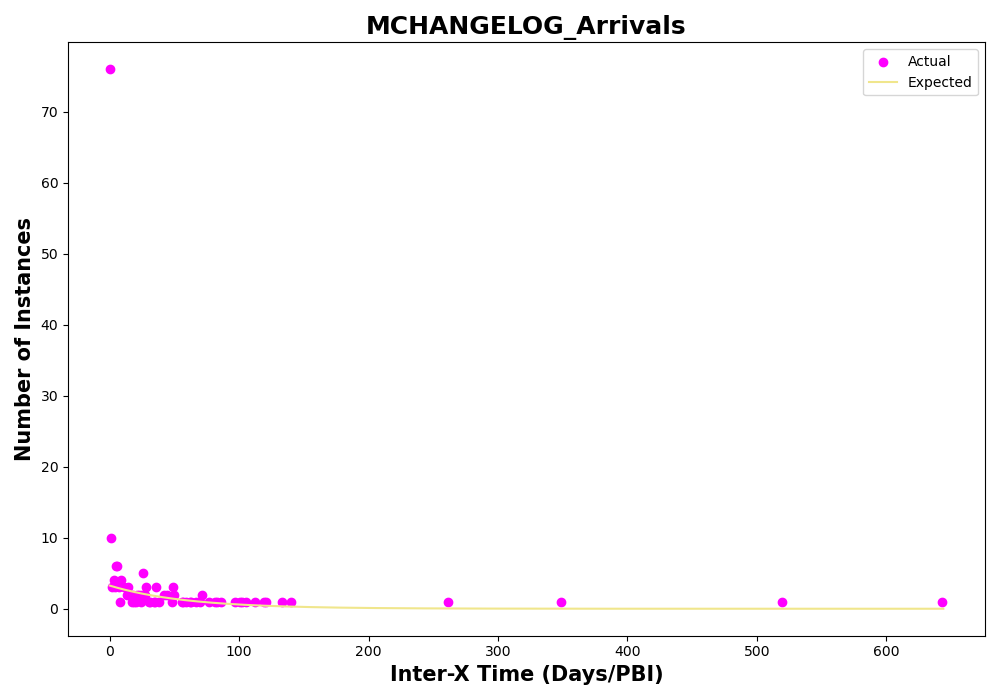 MCHANGELOG_Arrivals
Actual
Expected
Number of Instances
70
60
50
40
30
20
10
0
0 100 200 300 400 500 600
Inter-X Time (Days/PBI)